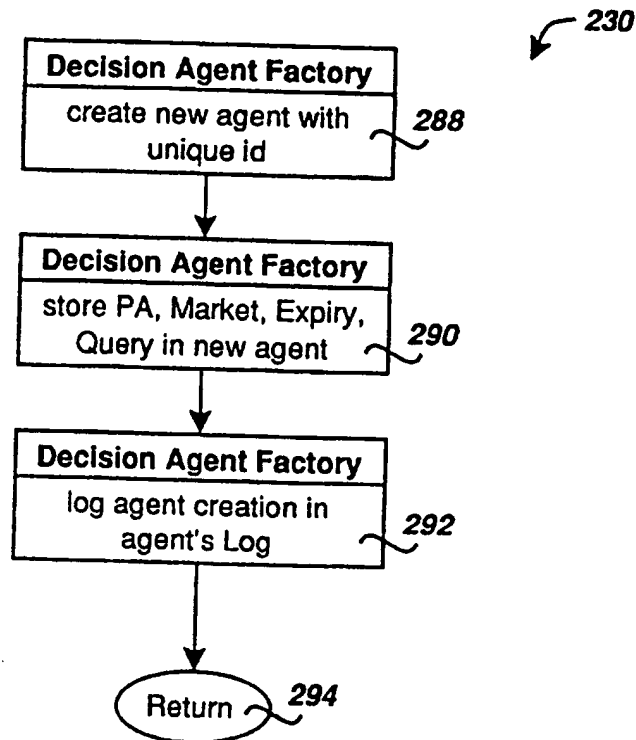 230
Decision Agent Factory
create new agent with
unique id
288
Decision Agent Factory
store PA, Market, Expiry,
Query in new agent
290
Decision Agent Factory
log agent creation in
agent's Log
292
Return
294